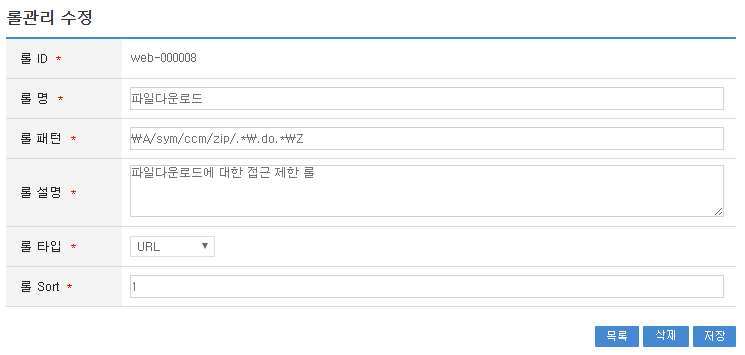 롤관리 수정
롤 ID * web-000008
롤 명 * 파일다운로드
롤 패턴 * ₩A/sym/ccm/zip/.*₩.do.*₩Z
롤 설명 * 파일다운로드에 대한 접근 제한 롤
롤 타입 * URL ▼
롤 Sort * 1
목록 삭제 저장